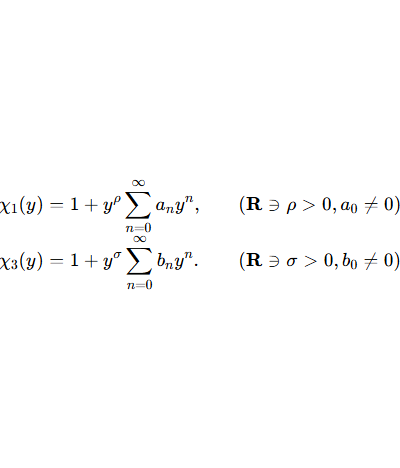 χ₁(y) = 1 + y^ρ ∑_{n=0}^{∞} a_n y^n,  (𝐑 ∋ ρ > 0, a₀ ≠ 0)
χ₃(y) = 1 + y^σ ∑_{n=0}^{∞} b_n y^n.  (𝐑 ∋ σ > 0, b₀ ≠ 0)